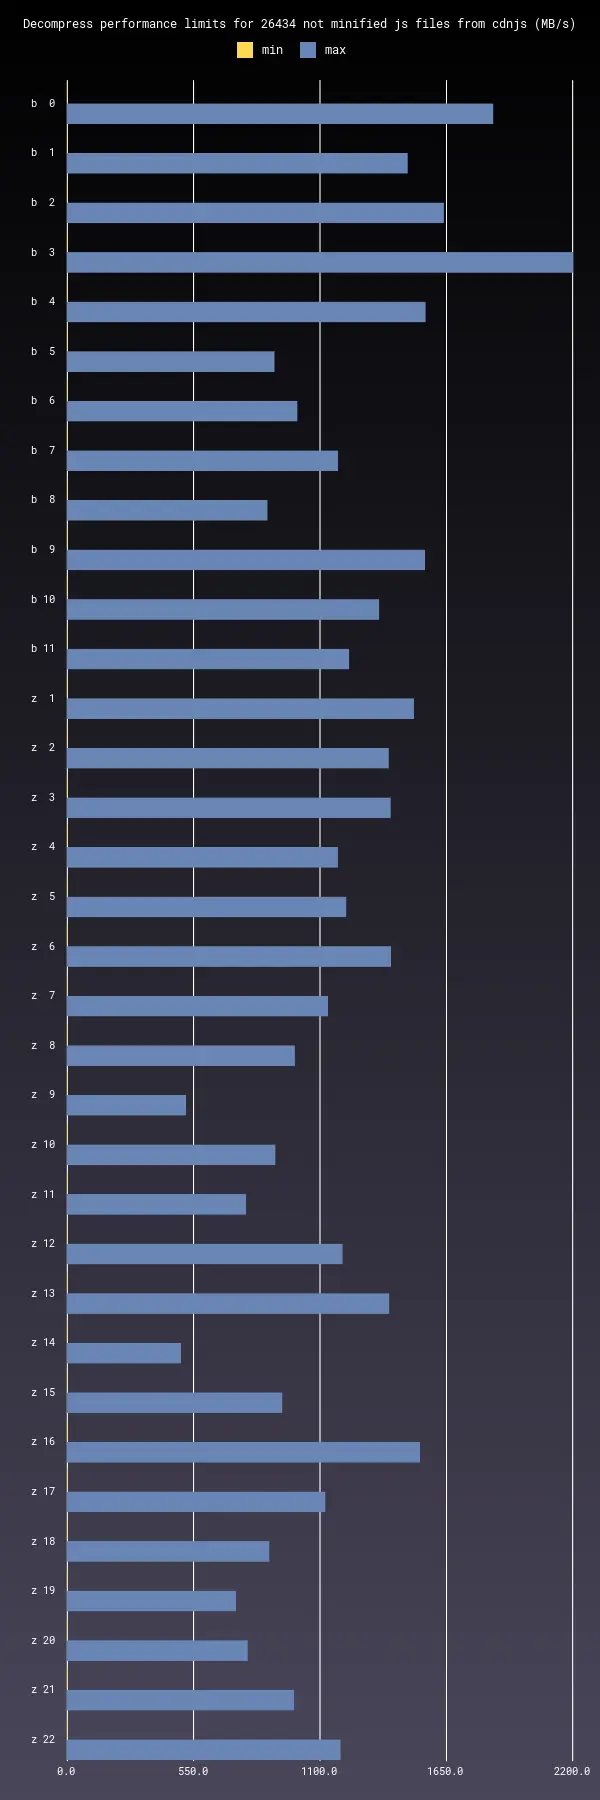 Decompress performance limits for 26434 not minified js files from cdnjs (MB/s)
min max
b 0
b 1
b 2
b 3
b 4
b 5
b 6
b 7
b 8
b 9
b 10
b 11
z 1
z 2
z 3
z 4
z 5
z 6
z 7
z 8
z 9
z 10
z 11
z 12
z 13
z 14
z 15
z 16
z 17
z 18
z 19
z 20
z 21
z 22
0.0 550.0 1100.0 1650.0 2200.0